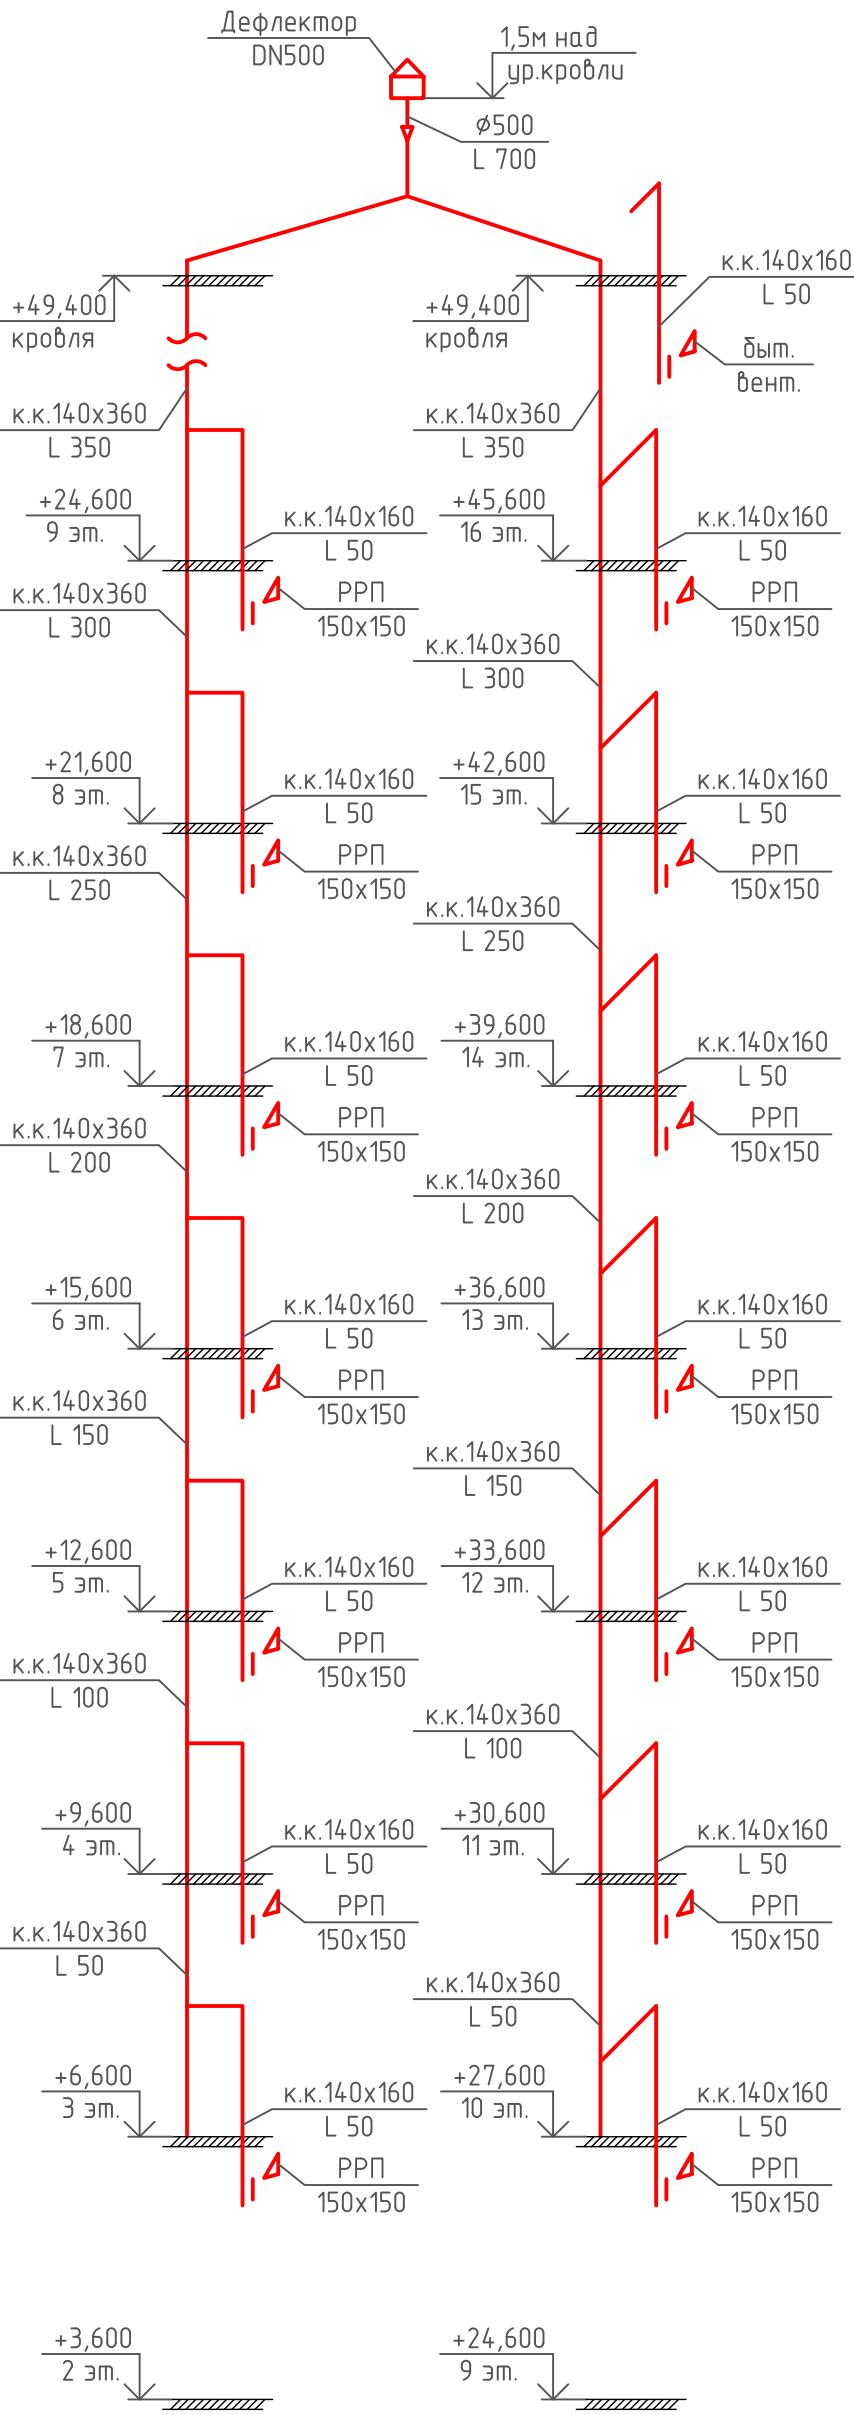 Дефлектор
DN500
1,5м над
ур.кровли
ϕ500
L 700
+49,400
кровля
+49,400
кровля
к.к.140х160
L 50
быт.
вент.
к.к.140х360
L 350
к.к.140х360
L 350
+24,600
9 эт.
к.к.140х160
L 50
+45,600
16 эт.
к.к.140х160
L 50
к.к.140х360
L 300
РРП
150х150
РРП
150х150
к.к.140х360
L 300
+21,600
8 эт.
к.к.140х160
L 50
+42,600
15 эт.
к.к.140х160
L 50
к.к.140х360
L 250
РРП
150х150
РРП
150х150
к.к.140х360
L 250
+18,600
7 эт.
к.к.140х160
L 50
+39,600
14 эт.
к.к.140х160
L 50
к.к.140х360
L 200
РРП
150х150
РРП
150х150
к.к.140х360
L 200
+15,600
6 эт.
к.к.140х160
L 50
+36,600
13 эт.
к.к.140х160
L 50
к.к.140х360
L 150
РРП
150х150
РРП
150х150
к.к.140х360
L 150
+12,600
5 эт.
к.к.140х160
L 50
+33,600
12 эт.
к.к.140х160
L 50
к.к.140х360
L 100
РРП
150х150
РРП
150х150
к.к.140х360
L 100
+9,600
4 эт.
к.к.140х160
L 50
+30,600
11 эт.
к.к.140х160
L 50
к.к.140х360
L 50
РРП
150х150
РРП
150х150
к.к.140х360
L 50
+6,600
3 эт.
к.к.140х160
L 50
+27,600
10 эт.
к.к.140х160
L 50
РРП
150х150
РРП
150х150
+3,600
2 эт.
+24,600
9 эт.